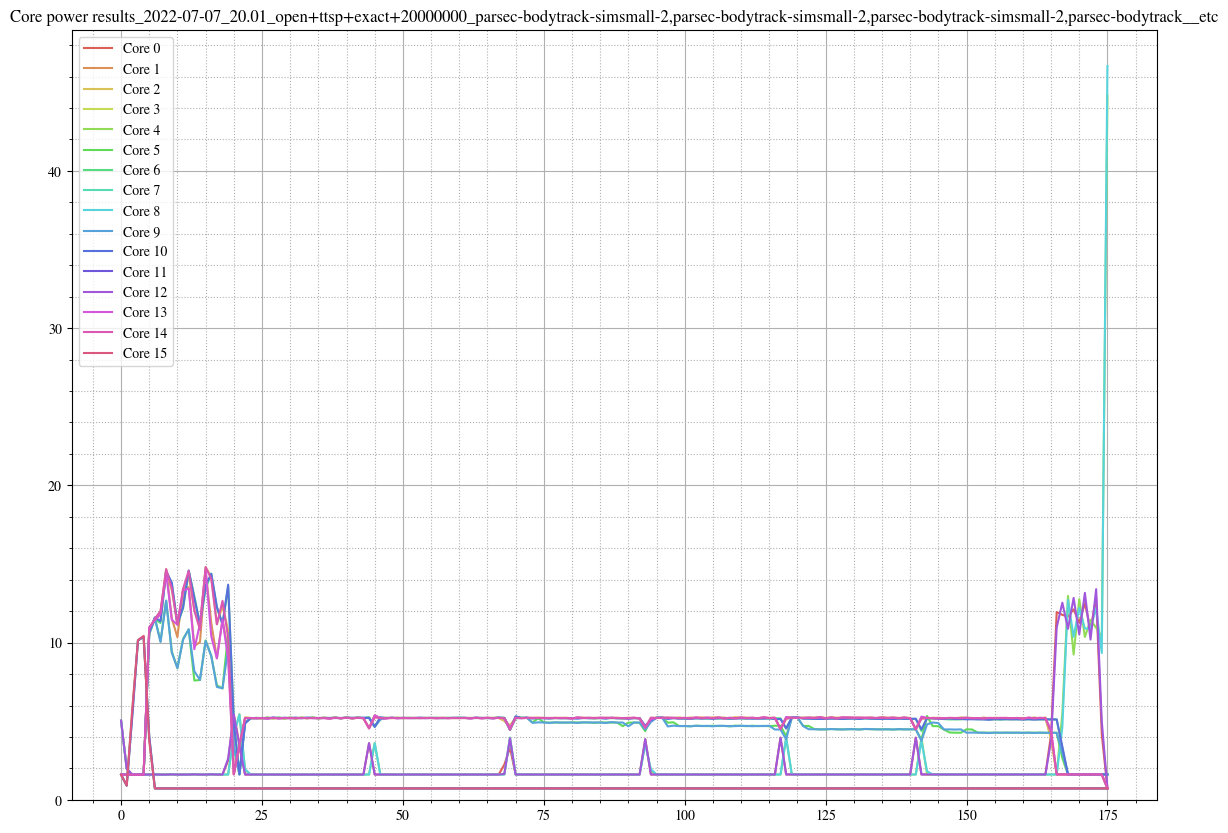 Core power results_2022-07-07_20.01_open+ttsp+exact+20000000_parsec-bodytrack-simsmall-2,parsec-bodytrack-simsmall-2,parsec-bodytrack-simsmall-2,parsec-bodytrack__etc
Core 0
Core 1
Core 2
Core 3
Core 4
Core 5
Core 6
Core 7
Core 8
Core 9
Core 10
Core 11
Core 12
Core 13
Core 14
Core 15
40
30
20
10
0
0 25 50 75 100 125 150 175